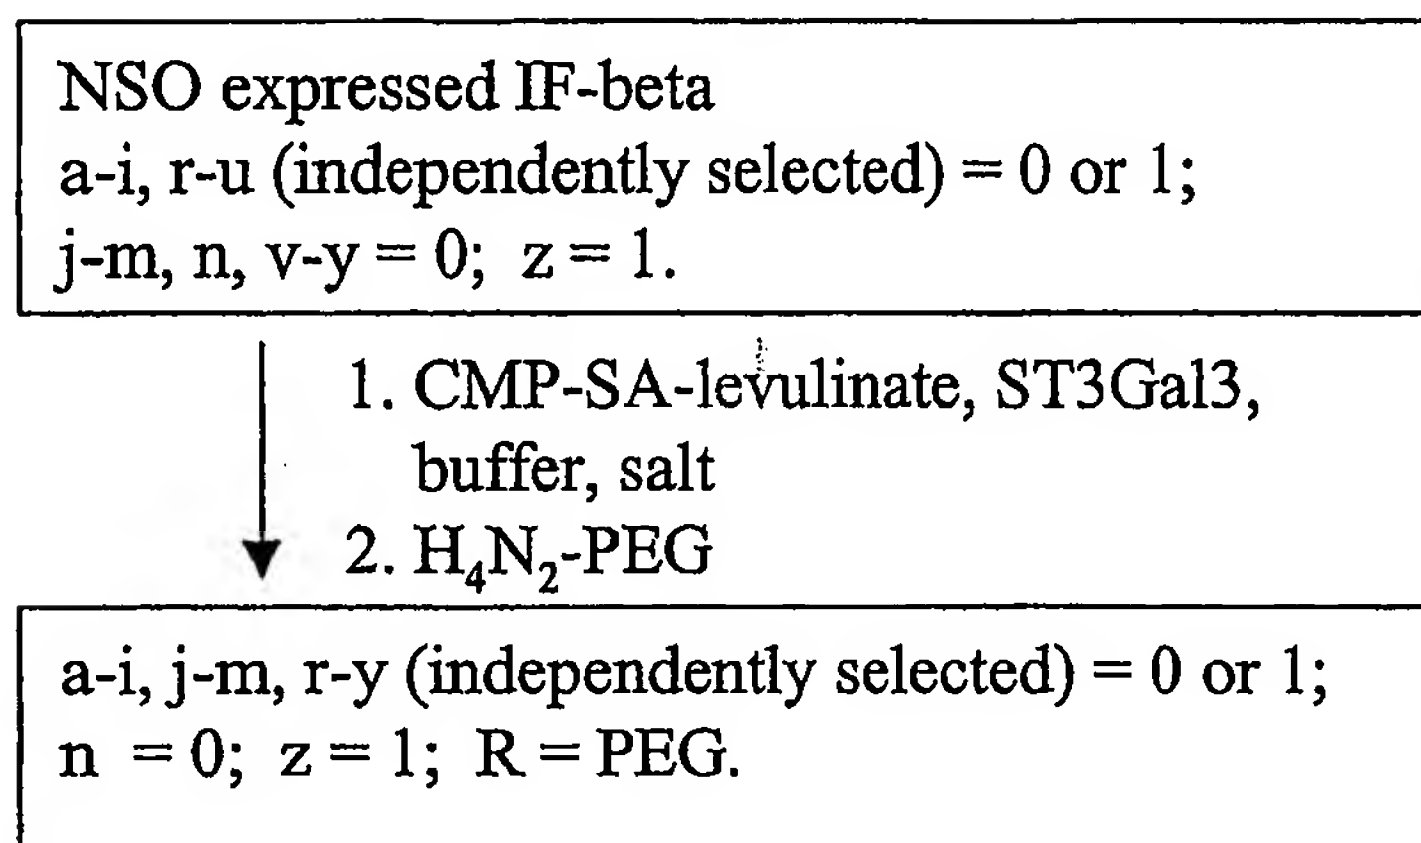 NSO expressed IF-beta
a-i, r-u (independently selected) = 0 or 1;
j-m, n, v-y = 0; z = 1.
1. CMP-SA-levulinate, ST3Gal3,
buffer, salt
2. H₄N₂-PEG
a-i, j-m, r-y (independently selected) = 0 or 1;
n = 0; z = 1; R = PEG.